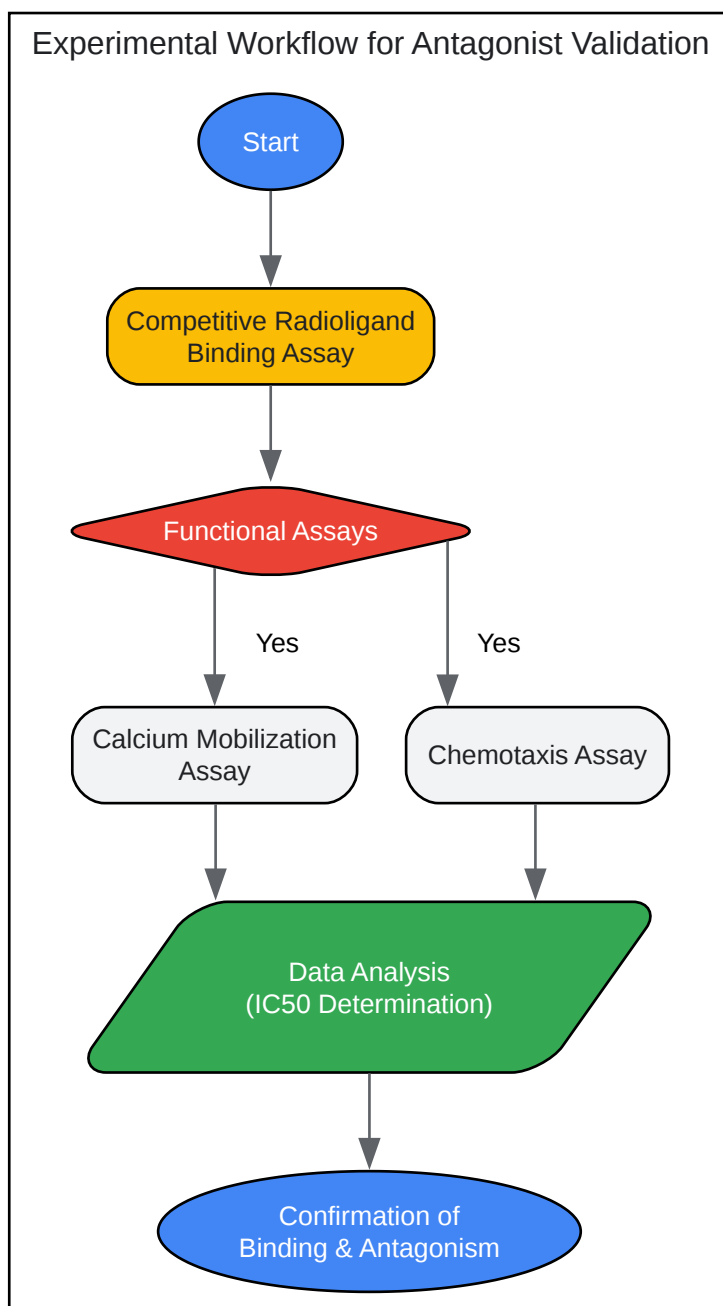 Experimental Workflow for Antagonist Validation
Start
Competitive Radioligand
Binding Assay
Functional Assays
Yes
Yes
Calcium Mobilization
Assay
Chemotaxis Assay
Data Analysis
(IC50 Determination)
Confirmation of
Binding & Antagonism